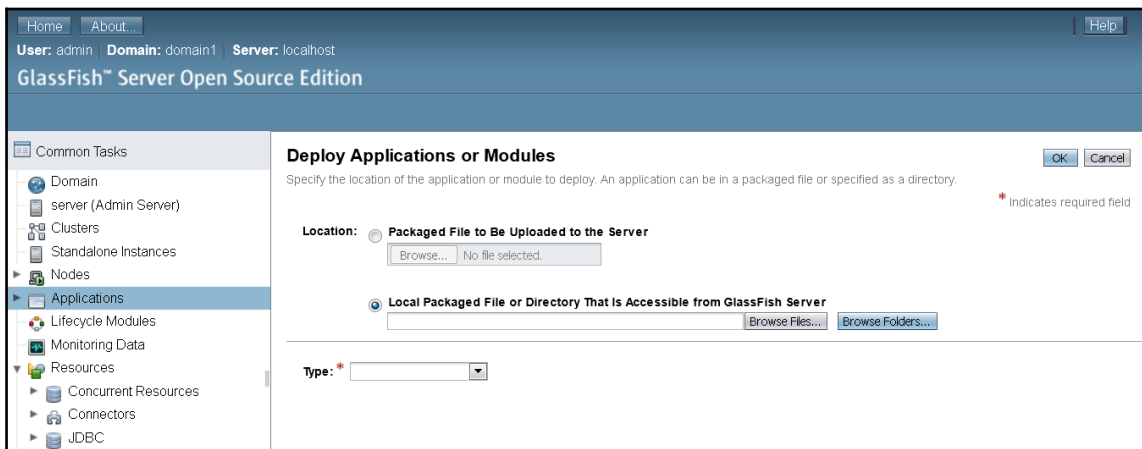 Home About... Help
User: admin Domain: domain1 Server: localhost
GlassFish™ Server Open Source Edition
Common Tasks
Domain
server (Admin Server)
Clusters
Standalone Instances
Nodes
Applications
Lifecycle Modules
Monitoring Data
Resources
Concurrent Resources
Connectors
JDBC
Deploy Applications or Modules
OK Cancel
Specify the location of the application or module to deploy. An application can be in a packaged file or specified as a directory.
* Indicates required field
Location: Packaged File to Be Uploaded to the Server
Browse... No file selected.
Local Packaged File or Directory That Is Accessible from GlassFish Server
Browse Files... Browse Folders...
Type: *